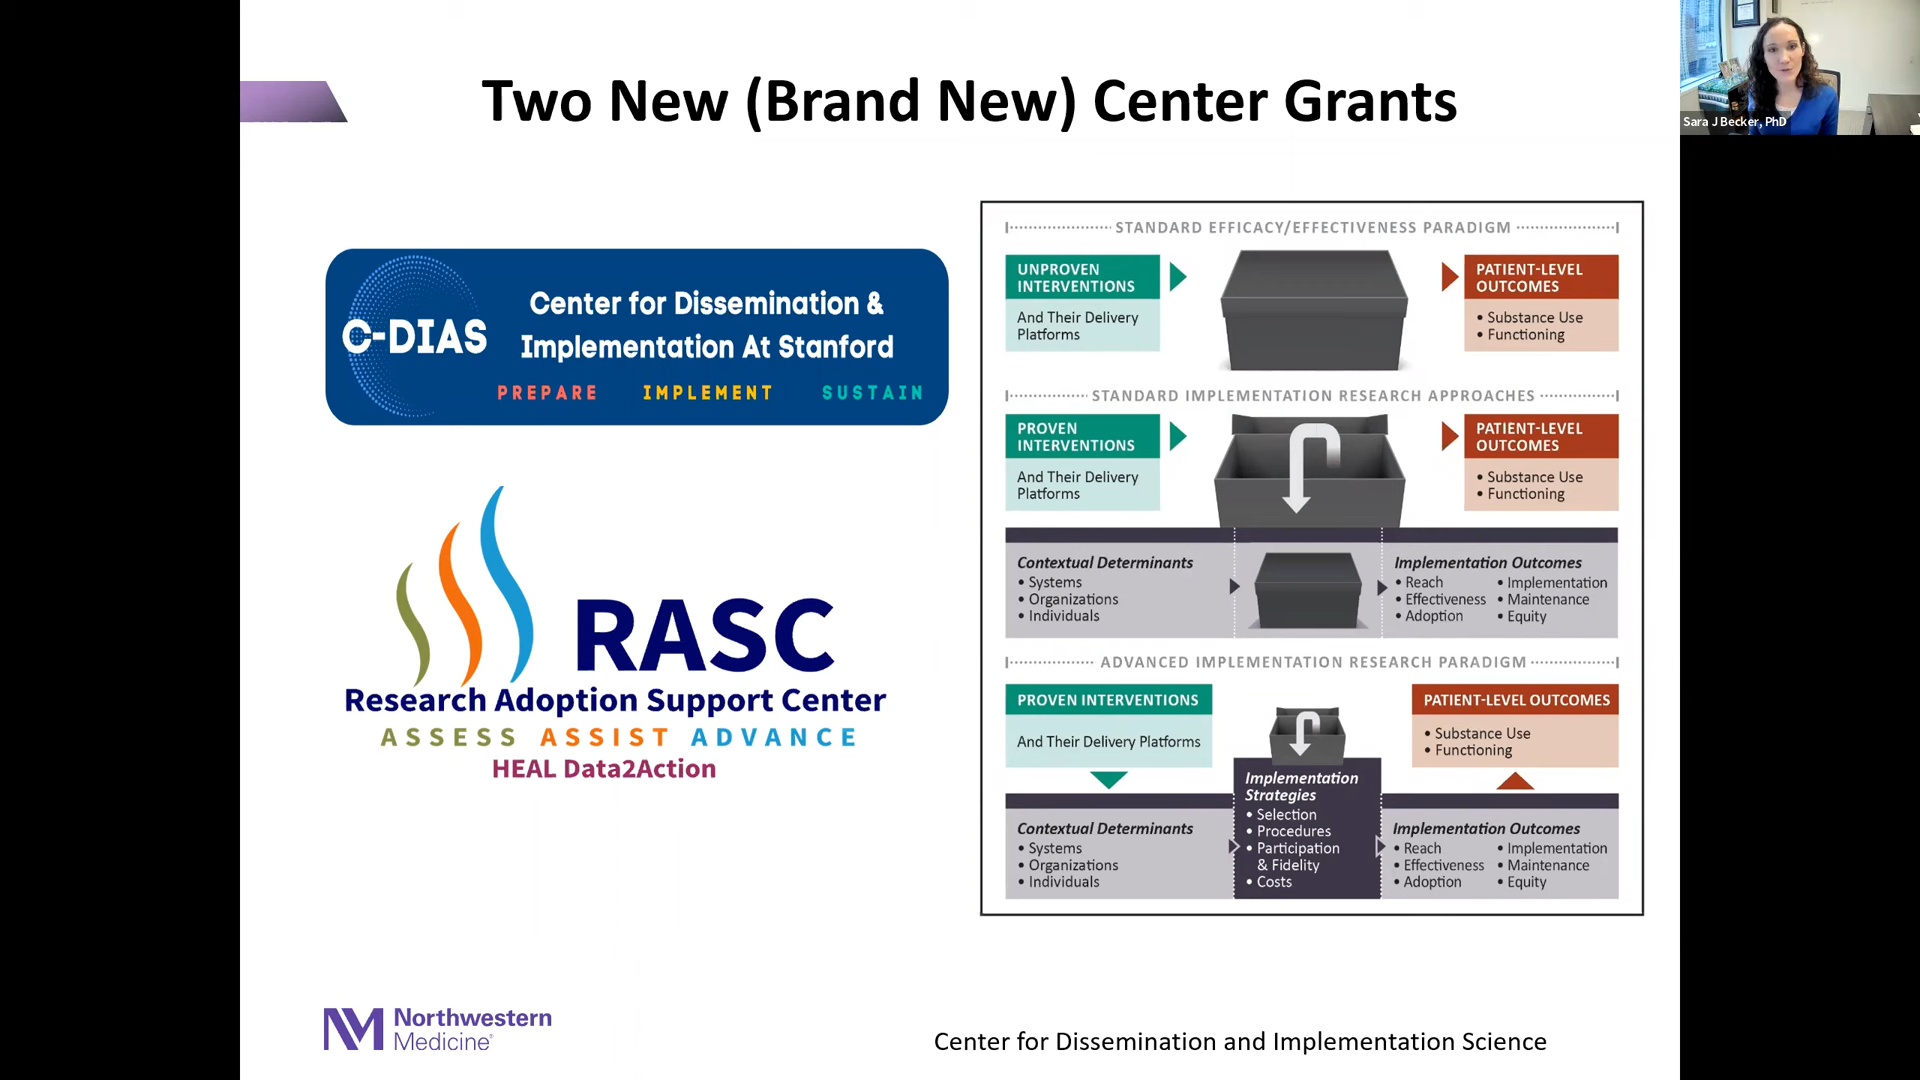 Two New (Brand New) Center Grants
Sara J Becker, PhD
C-DIAS
Center for Dissemination &
Implementation At Stanford
PREPARE IMPLEMENT SUSTAIN
RASC
Research Adoption Support Center
ASSESS ASSIST ADVANCE
HEAL Data2Action
STANDARD EFFICACY/EFFECTIVENESS PARADIGM
UNPROVEN
INTERVENTIONS
And Their Delivery
Platforms
PATIENT-LEVEL
OUTCOMES
• Substance Use
• Functioning
STANDARD IMPLEMENTATION RESEARCH APPROACHES
PROVEN
INTERVENTIONS
And Their Delivery
Platforms
PATIENT-LEVEL
OUTCOMES
• Substance Use
• Functioning
Contextual Determinants
• Systems
• Organizations
• Individuals
Implementation Outcomes
• Reach • Implementation
• Effectiveness • Maintenance
• Adoption • Equity
ADVANCED IMPLEMENTATION RESEARCH PARADIGM
PROVEN INTERVENTIONS
And Their Delivery Platforms
PATIENT-LEVEL OUTCOMES
• Substance Use
• Functioning
Contextual Determinants
• Systems
• Organizations
• Individuals
Implementation
Strategies
• Selection
• Procedures
• Participation
& Fidelity
• Costs
Implementation Outcomes
• Reach • Implementation
• Effectiveness • Maintenance
• Adoption • Equity
NM Northwestern
Medicine®
Center for Dissemination and Implementation Science